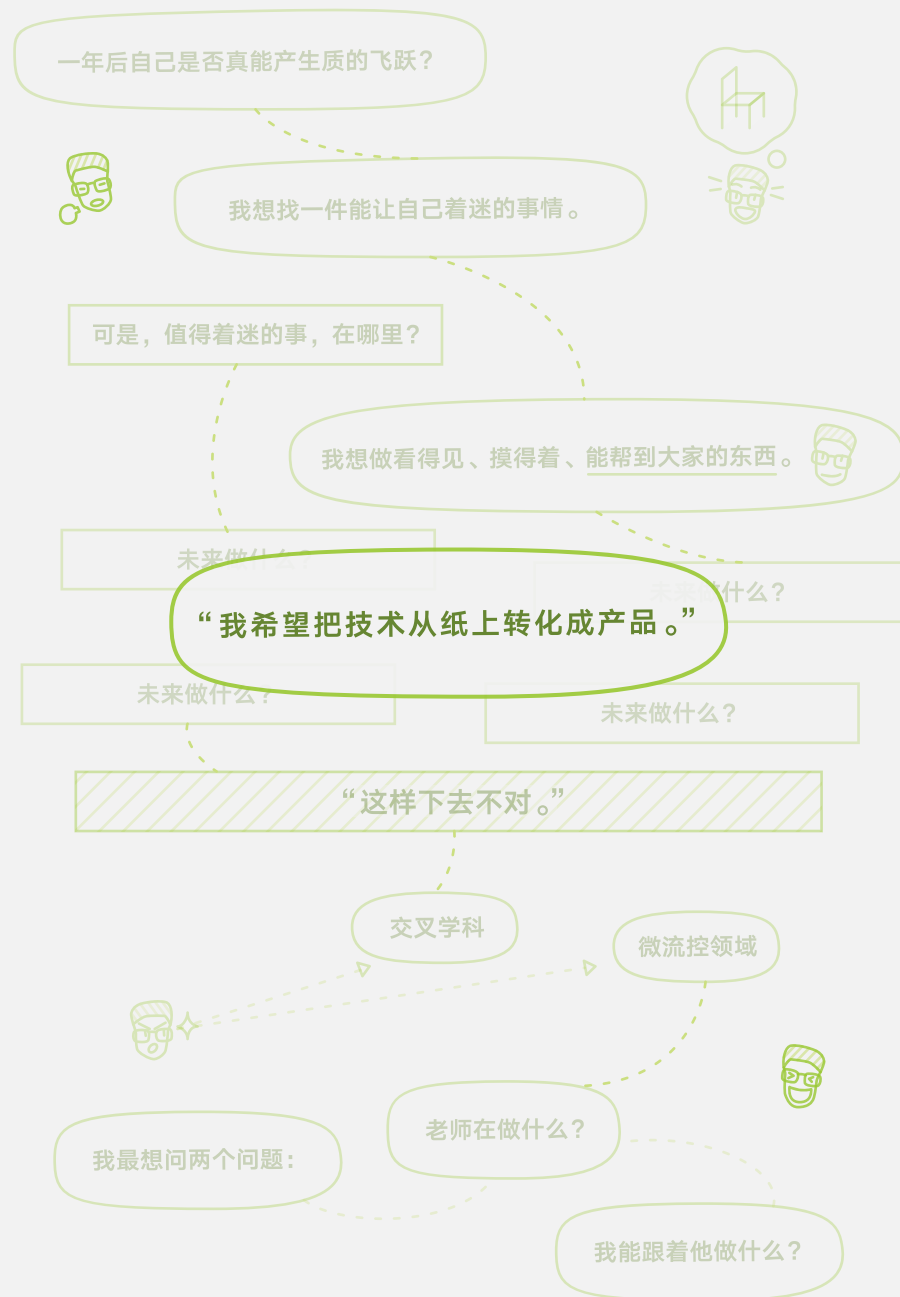 一年后自己是否真能产生质的飞跃？
我想找一件能让自己着迷的事情。
可是，值得着迷的事，在哪里？
我想做看得见、摸得着、能帮到大家的东西。
未来做什么？
未来做什么？
“我希望把技术从纸上转化成产品。”
未来做什么？
未来做什么？
“这样下去不对。”
交叉学科
微流控领域
老师在做什么？
我最想问两个问题：
我能跟着他做什么？